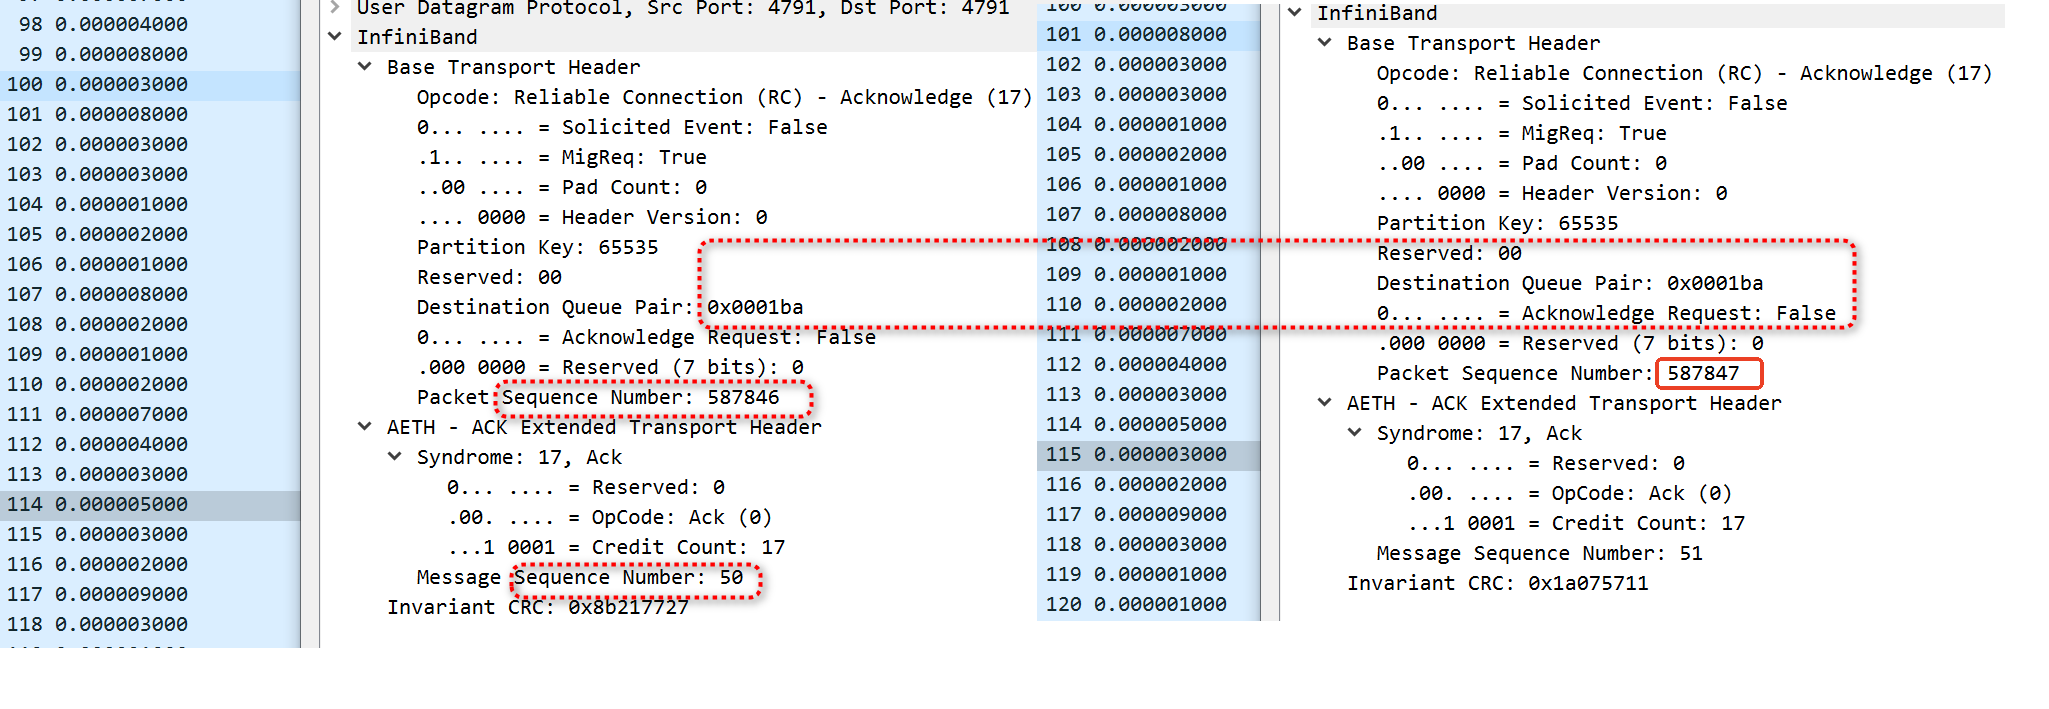 98 0.000004000
99 0.000008000
100 0.000003000
101 0.000008000
102 0.000003000
103 0.000003000
104 0.000001000
105 0.000002000
106 0.000001000
107 0.000008000
108 0.000002000
109 0.000001000
110 0.000002000
111 0.000007000
112 0.000004000
113 0.000003000
114 0.000005000
115 0.000003000
116 0.000002000
117 0.000009000
118 0.000003000
User Datagram Protocol, Src Port: 4791, Dst Port: 4791
InfiniBand
Base Transport Header
Opcode: Reliable Connection (RC) - Acknowledge (17)
0... .... = Solicited Event: False
.1.. .... = MigReq: True
..00 .... = Pad Count: 0
.... 0000 = Header Version: 0
Partition Key: 65535
Reserved: 00
Destination Queue Pair: 0x0001ba
0... .... = Acknowledge Request: False
.000 0000 = Reserved (7 bits): 0
Packet Sequence Number: 587846
AETH - ACK Extended Transport Header
Syndrome: 17, Ack
0... .... = Reserved: 0
.00. .... = OpCode: Ack (0)
...1 0001 = Credit Count: 17
Message Sequence Number: 50
Invariant CRC: 0x8b217727
100 0.000003000
101 0.000008000
102 0.000003000
103 0.000003000
104 0.000001000
105 0.000002000
106 0.000001000
107 0.000008000
108 0.000002000
109 0.000001000
110 0.000002000
111 0.000007000
112 0.000004000
113 0.000003000
114 0.000005000
115 0.000003000
116 0.000002000
117 0.000009000
118 0.000003000
119 0.000001000
120 0.000001000
InfiniBand
Base Transport Header
Opcode: Reliable Connection (RC) - Acknowledge (17)
0... .... = Solicited Event: False
.1.. .... = MigReq: True
..00 .... = Pad Count: 0
.... 0000 = Header Version: 0
Partition Key: 65535
Reserved: 00
Destination Queue Pair: 0x0001ba
0... .... = Acknowledge Request: False
.000 0000 = Reserved (7 bits): 0
Packet Sequence Number: 587847
AETH - ACK Extended Transport Header
Syndrome: 17, Ack
0... .... = Reserved: 0
.00. .... = OpCode: Ack (0)
...1 0001 = Credit Count: 17
Message Sequence Number: 51
Invariant CRC: 0x1a075711